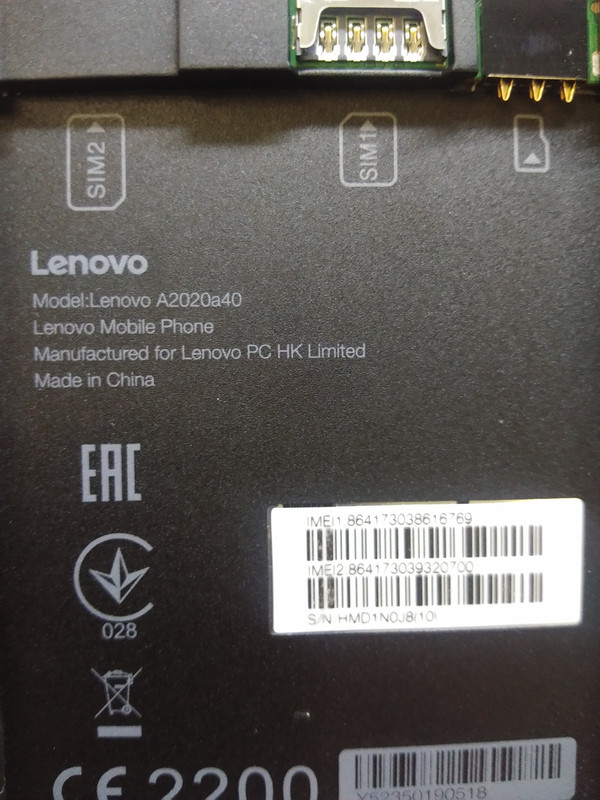 SIM2
SIM1
Lenovo
Model:Lenovo A2020a40
Lenovo Mobile Phone
Manufactured for Lenovo PC HK Limited
Made in China
EAC
IMEI1 864173038616769
IMEI2 864173039320700
S/N HMD1N0J8(10)
028
CE 2200
Y52350190518